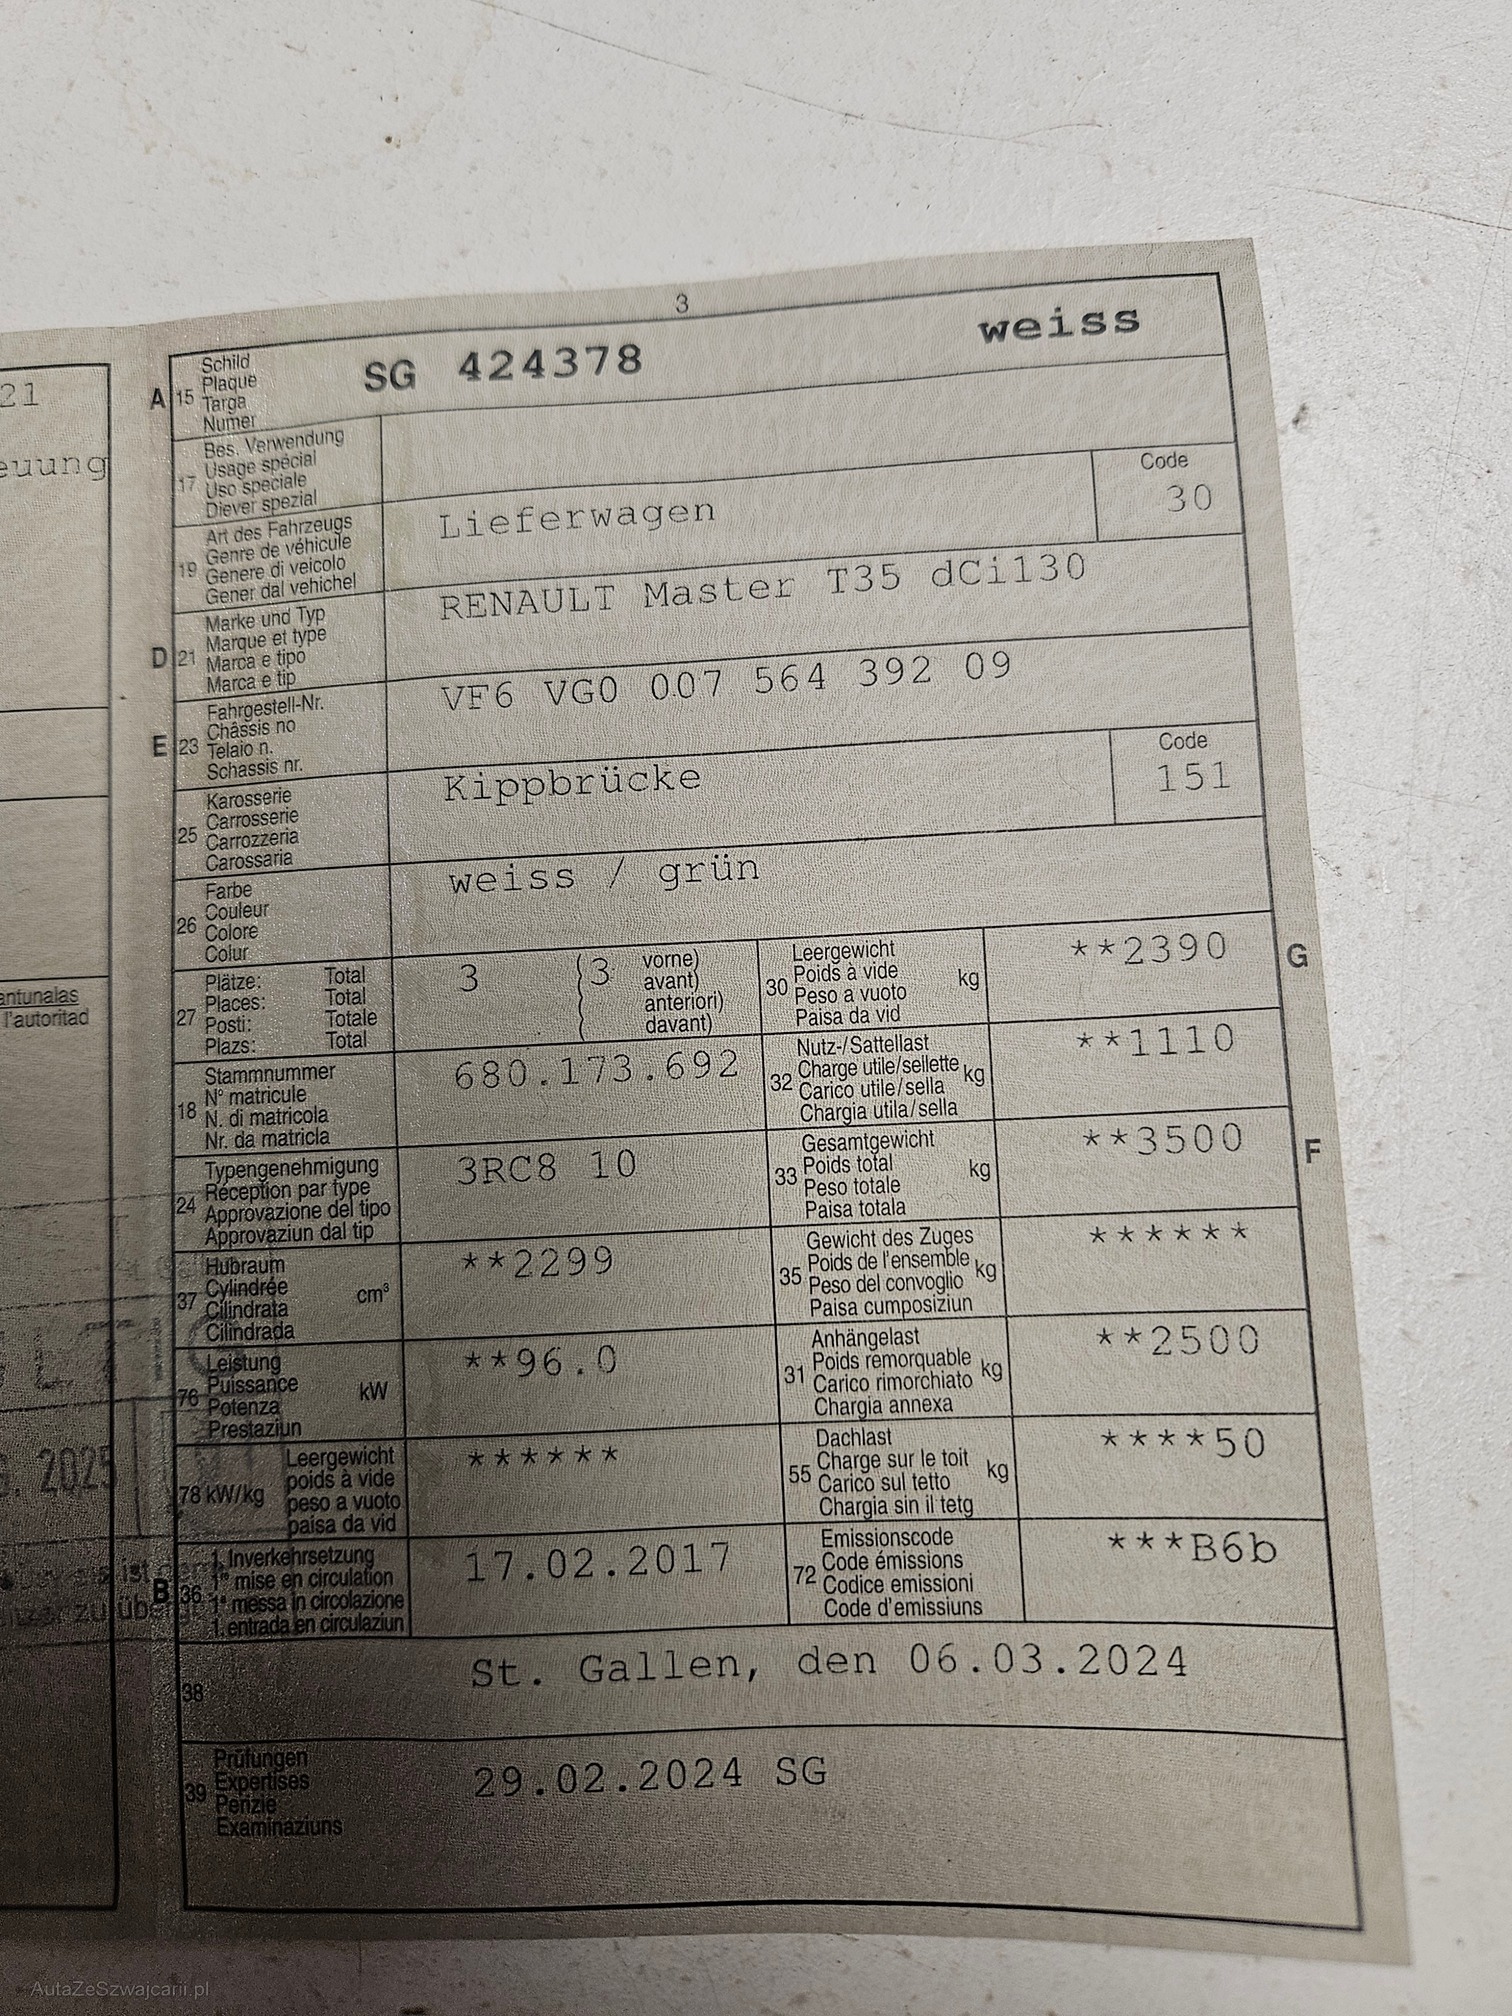 3
21
euung
antunalas
l'autoritad
. 2025
A 15 Schild
Plaque
Targa
Numer
SG 424378 weiss
17 Bes. Verwendung
Usage spécial
Uso speciale
Diever spezial
19 Art des Fahrzeugs
Genre de véhicule
Genere di veicolo
Gener dal vehichel
Lieferwagen
Code
30
D 21 Marke und Typ
Marque et type
Marca e tipo
Marca e tip
RENAULT Master T35 dCi130
E 23 Fahrgestell-Nr.
Châssis no
Telaio n.
Schassis nr.
VF6 VG0 007 564 392 09
25 Karosserie
Carrosserie
Carrozzeria
Carossaria
Kippbrücke
Code
151
26 Farbe
Couleur
Colore
Colur
weiss / grün
27 Plätze: Total
Places: Total
Posti: Totale
Plazs: Total
3 (3 vorne)
avant)
anteriori)
davant)
30 Leergewicht
Poids à vide kg
Peso a vuoto
Paisa da vid
**2390
G
18 Stammnummer
N° matricule
N. di matricola
Nr. da matricla
680.173.692
32 Nutz-/Sattellast
Charge utile/sellette kg
Carico utile/sella
Chargia utila/sella
**1110
24 Typengenehmigung
Réception par type
Approvazione del tipo
Approvaziun dal tip
3RC8 10
33 Gesamtgewicht
Poids total kg
Peso totale
Paisa totala
**3500
F
37 Hubraum
Cylindrée cm³
Cilindrata
Cilindrada
**2299
35 Gewicht des Zuges
Poids de l'ensemble kg
Peso del convoglio
Paisa cumposiziun
******
76 Leistung
Puissance kW
Potenza
Prestaziun
**96.0
31 Anhängelast
Poids remorquable kg
Carico rimorchiato
Chargia annexa
**2500
78 kW/kg Leergewicht
poids à vide
peso a vuoto
paisa da vid
******
55 Dachlast
Charge sur le toit kg
Carico sul tetto
Chargia sin il tetg
****50
B 36 1. Inverkehrsetzung
1re mise en circulation
1a messa in circolazione
1. entrada en circulaziun
17.02.2017
72 Emissionscode
Code émissions
Codice emissioni
Code d'emissiuns
***B6b
38
St. Gallen, den 06.03.2024
39 Prüfungen
Expertises
Perizie
Examinaziuns
29.02.2024 SG
AutaZeSzwajcarii.pl